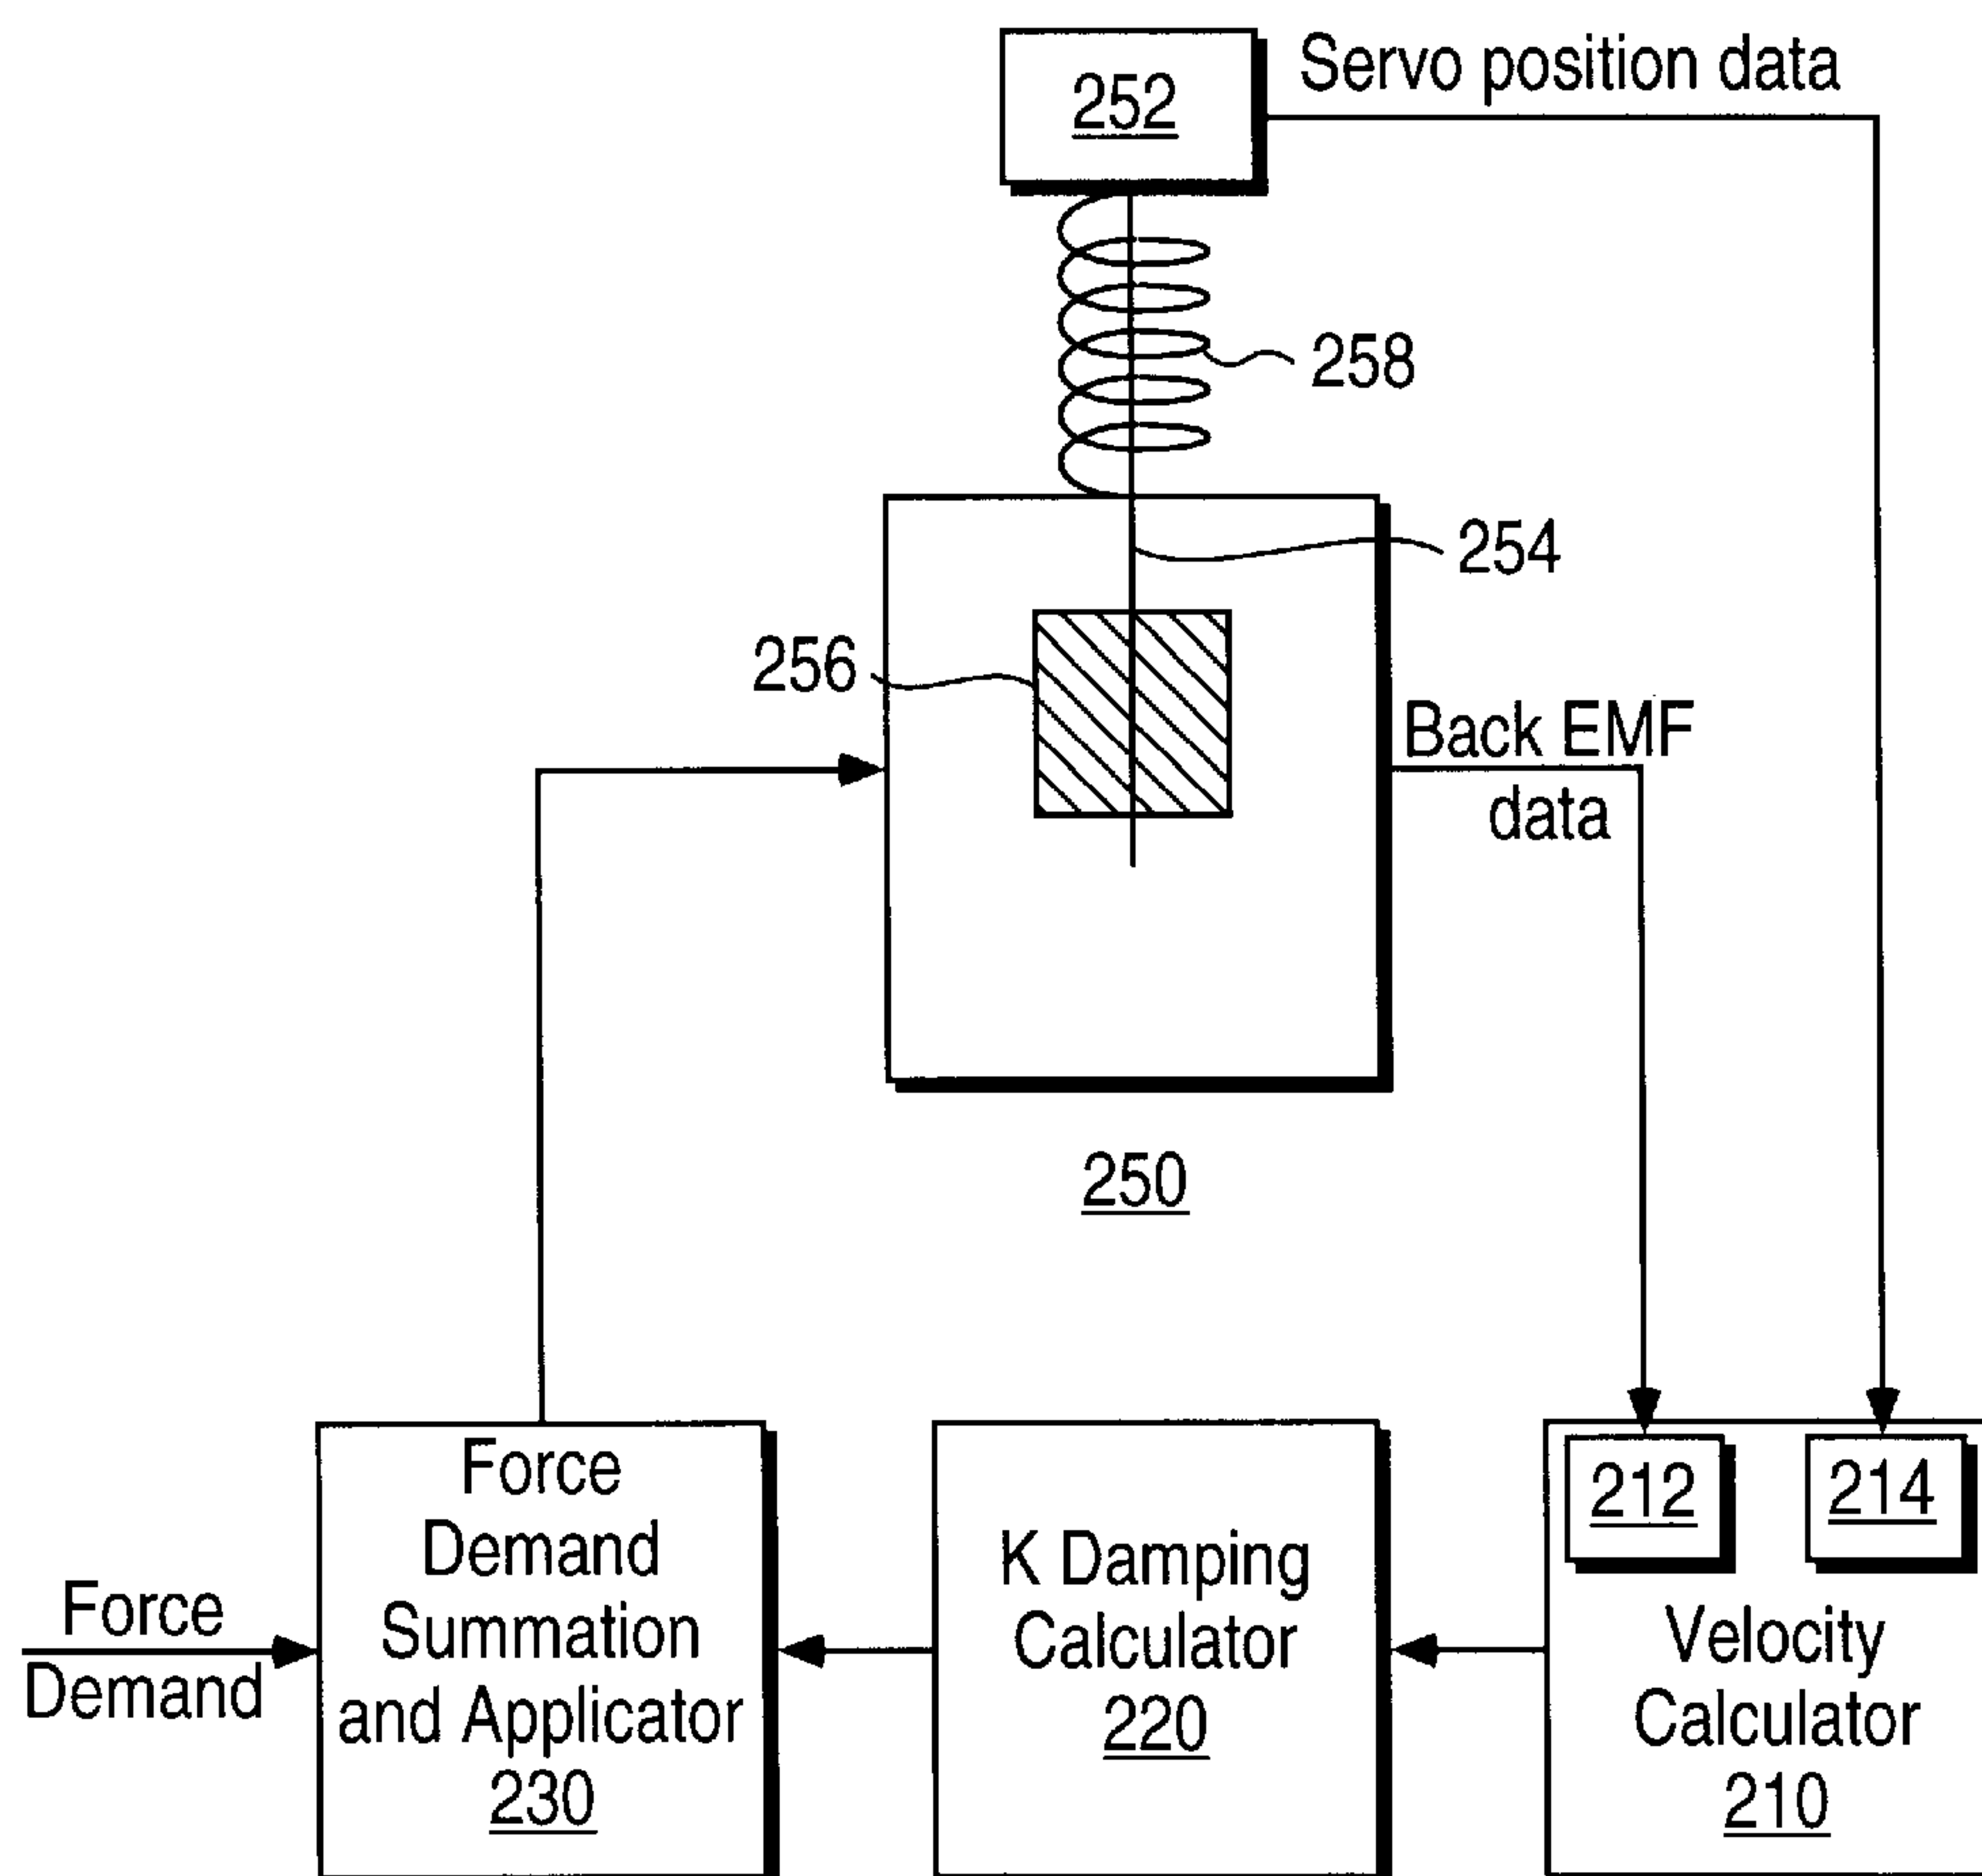 252
Servo position data
258
254
256
Back EMF
data
250
Force
Demand
Force
Demand
Summation
and Applicator
230
K Damping
Calculator
220
212
214
Velocity
Calculator
210